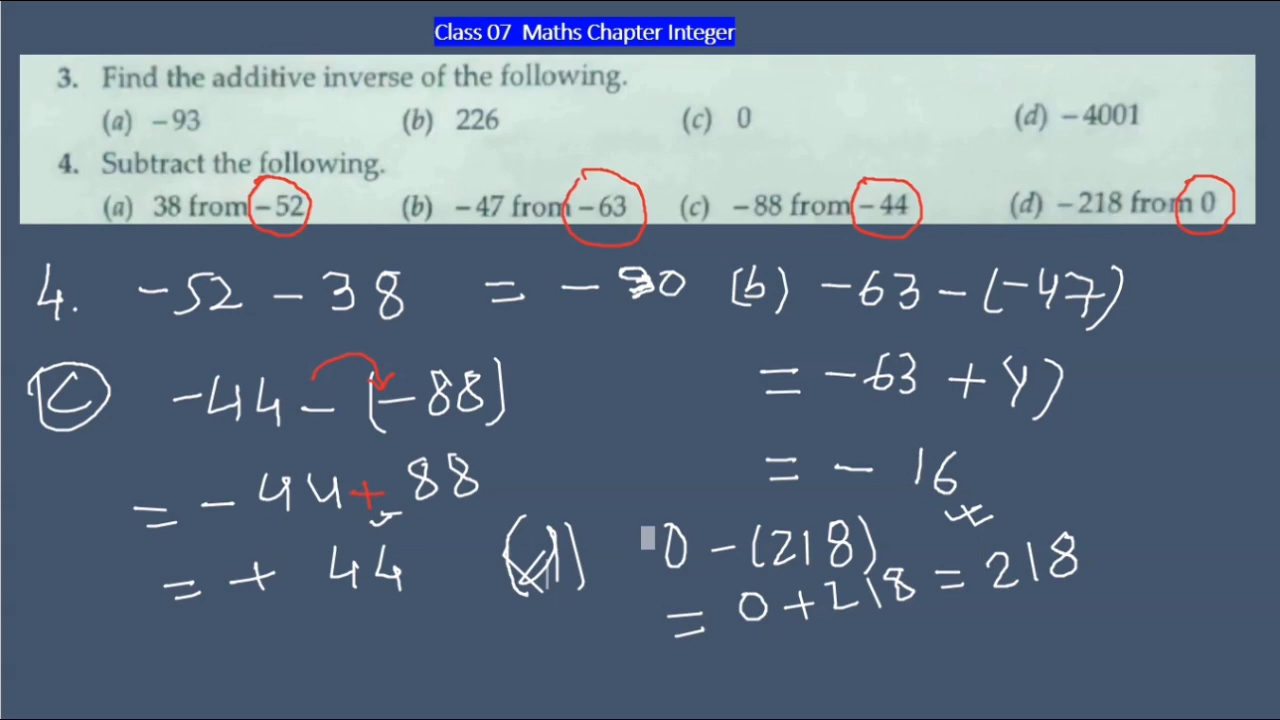 Class 07 Maths Chapter Integer
3. Find the additive inverse of the following.
(a) -93 (b) 226 (c) 0 (d) -4001
4. Subtract the following.
(a) 38 from -52 (b) -47 from -63 (c) -88 from -44 (d) -218 from 0
4. -52 - 38 = - 90 (b) -63 - (-47)
= -63 + 47
= - 16
(c) -44 - (-88)
= - 44 + 88
= + 44
(d) 0 - (218)
= 0 + 218 = 218